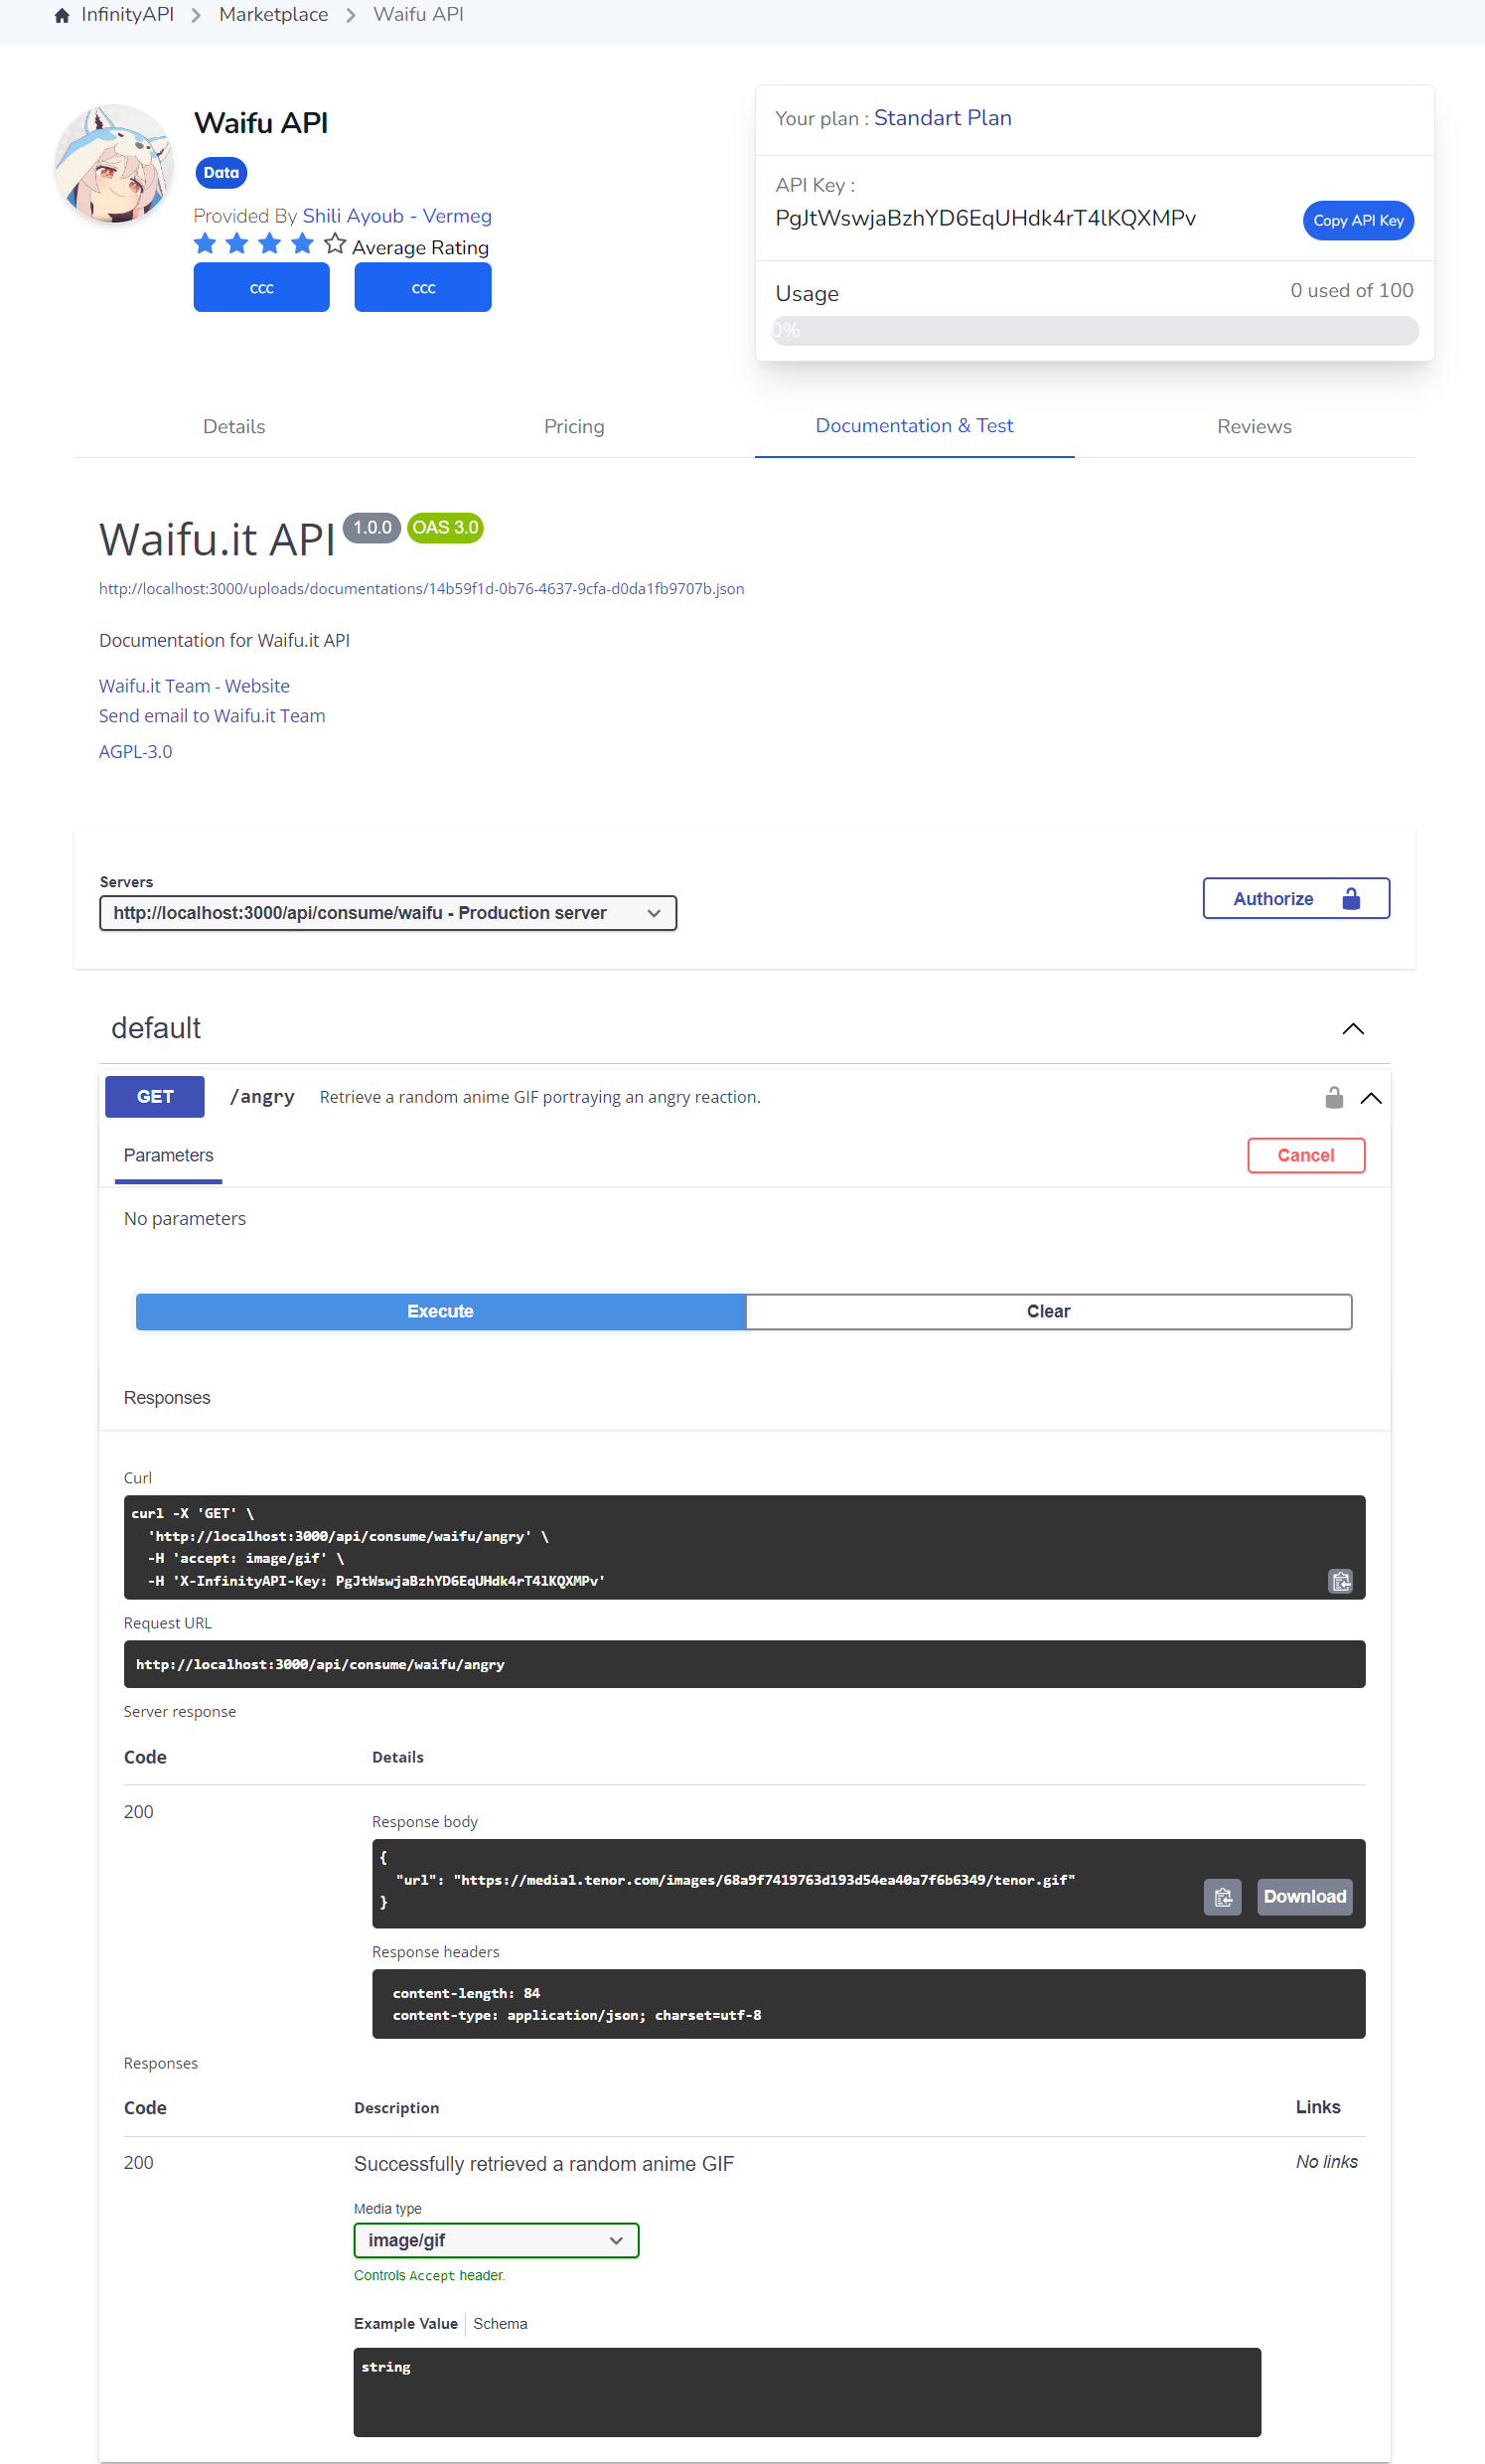 InfinityAPI > Marketplace > Waifu API
Waifu API
Data
Provided By Shili Ayoub - Vermeg
Average Rating
ccc ccc
Your plan : Standart Plan
API Key :
PgJtWswjaBzhYD6EqUHdk4rT4lKQXMPv
Copy API Key
Usage 0 used of 100
0%
Details Pricing Documentation & Test Reviews
Waifu.it API 1.0.0 OAS 3.0
http://localhost:3000/uploads/documentations/14b59f1d-0b76-4637-9cfa-d0da1fb9707b.json
Documentation for Waifu.it API
Waifu.it Team - Website
Send email to Waifu.it Team
AGPL-3.0
Servers
http://localhost:3000/api/consume/waifu - Production server
Authorize
default
GET /angry Retrieve a random anime GIF portraying an angry reaction.
Parameters Cancel
No parameters
Execute Clear
Responses
Curl
curl -X 'GET' \
'http://localhost:3000/api/consume/waifu/angry' \
-H 'accept: image/gif' \
-H 'X-InfinityAPI-Key: PgJtWswjaBzhYD6EqUHdk4rT4lKQXMPv'
Request URL
http://localhost:3000/api/consume/waifu/angry
Server response
Code Details
200
Response body
{
"url": "https://media1.tenor.com/images/68a9f7419763d193d54ea40a7f6b6349/tenor.gif"
}
Download
Response headers
content-length: 84
content-type: application/json; charset=utf-8
Responses
Code Description Links
200 Successfully retrieved a random anime GIF No links
Media type
image/gif
Controls Accept header.
Example Value Schema
string